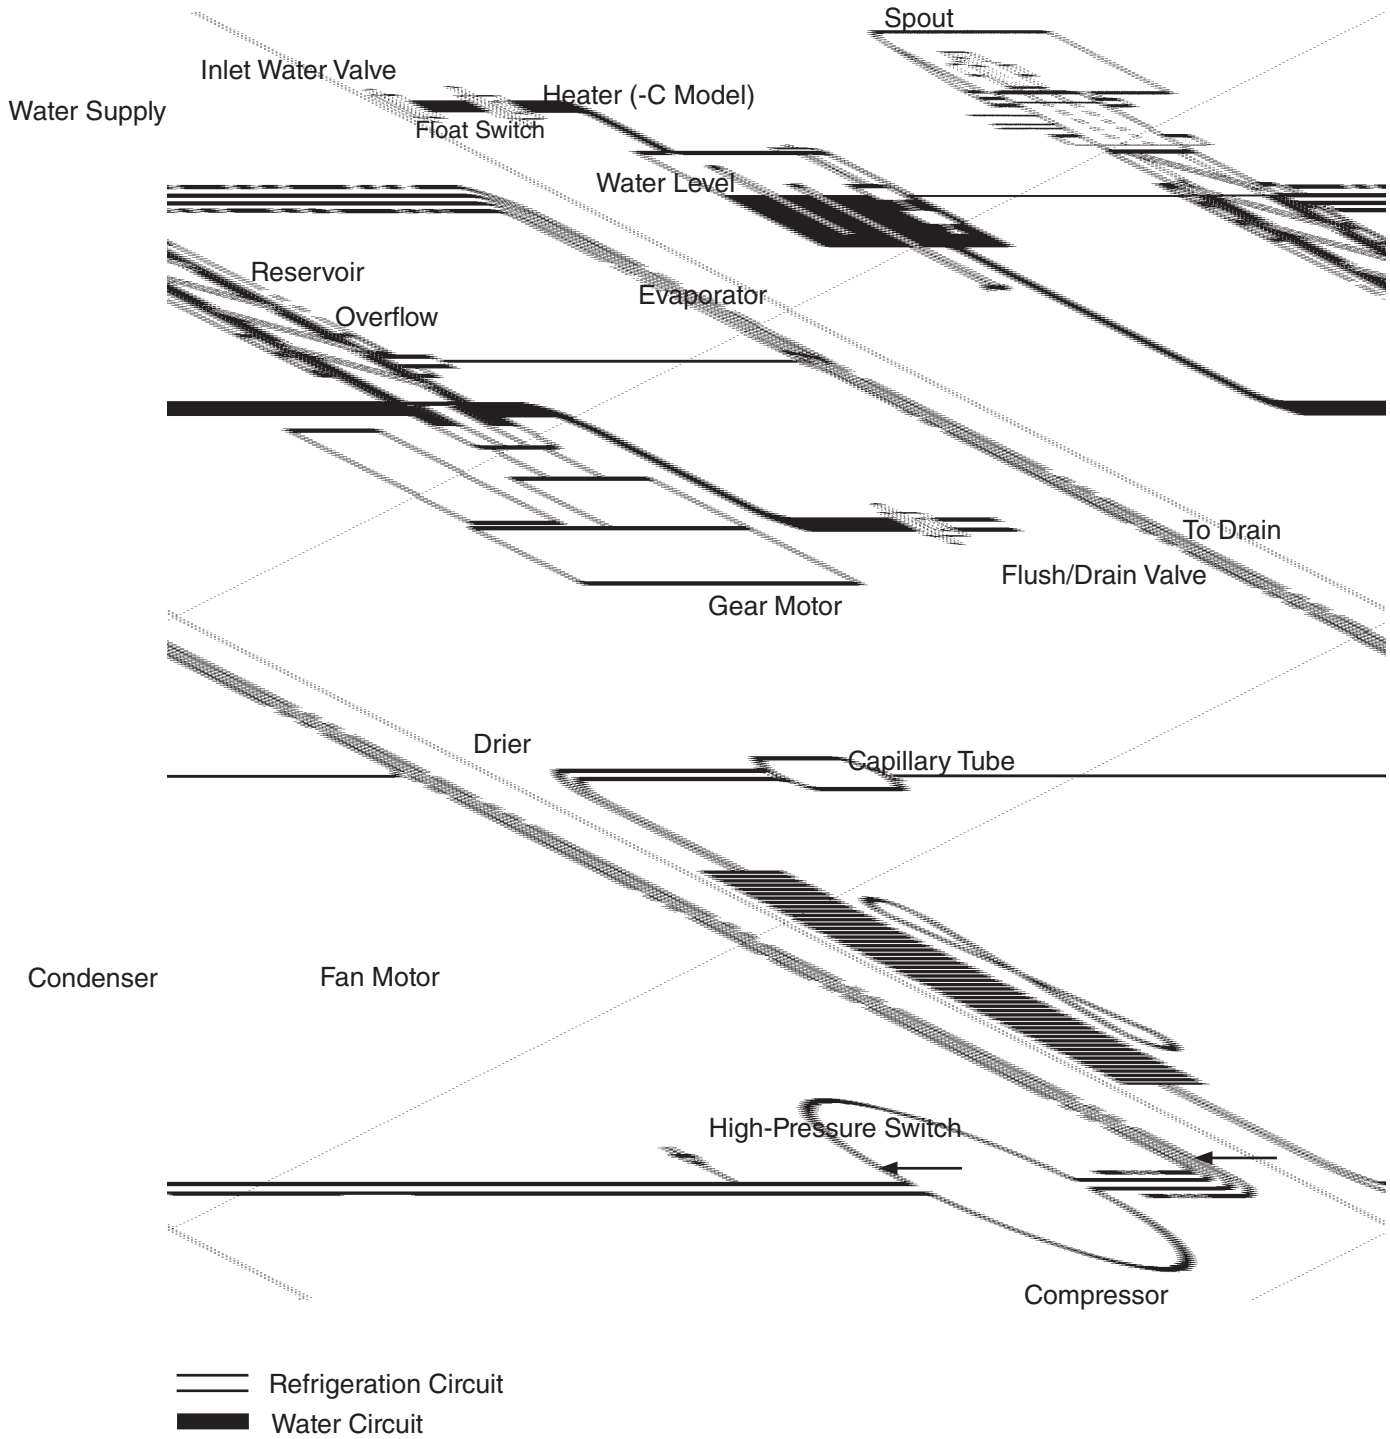 Spout
Inlet Water Valve
Heater (-C Model)
Water Supply
Float Switch
Water Level
Reservoir
Evaporator
Overflow
To Drain
Flush/Drain Valve
Gear Motor
Drier
Capillary Tube
Condenser
Fan Motor
High-Pressure Switch
Compressor
Refrigeration Circuit
Water Circuit